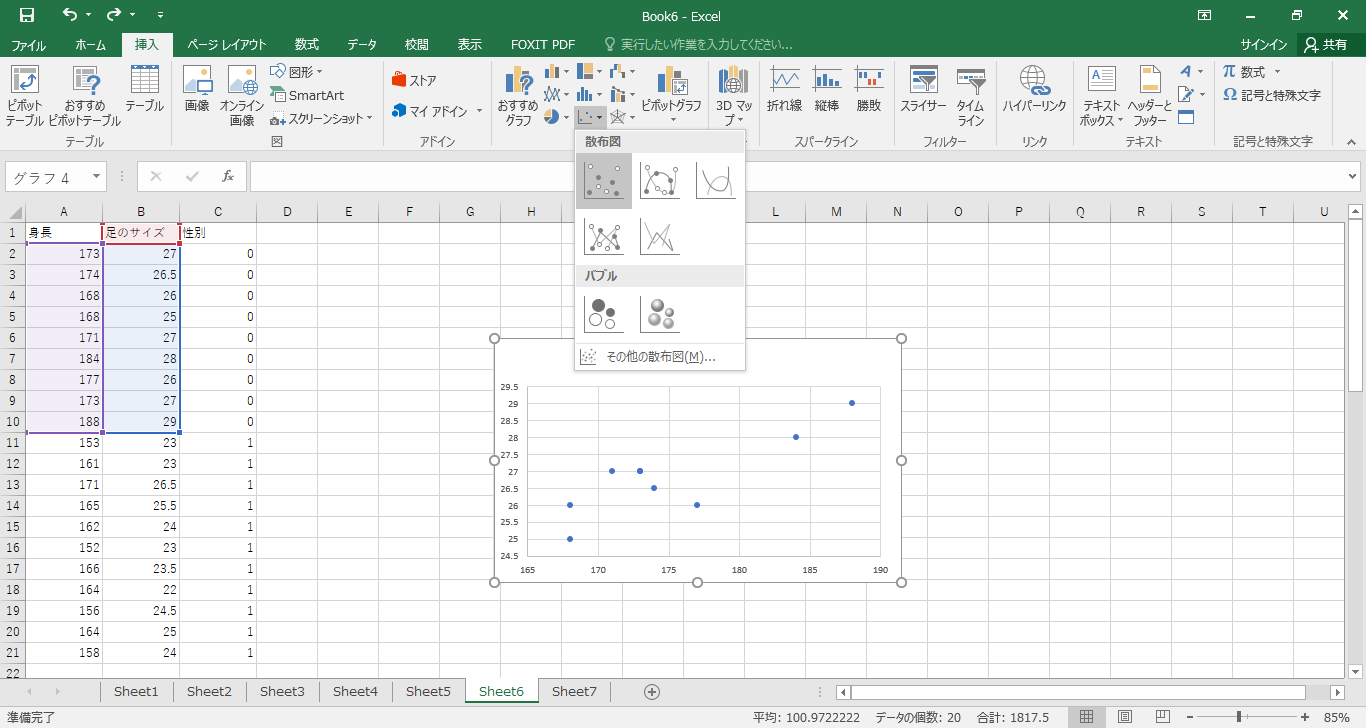 Book6 - Excel
ファイル ホーム 挿入 ページ レイアウト 数式 データ 校閲 表示 FOXIT PDF 実行したい作業を入力してください... サインイン 共有
ピボット
テーブル
おすすめ
ピボットテーブル
テーブル
テーブル
画像
オンライン
画像
図形
SmartArt
スクリーンショット
図
ストア
マイ アドイン
アドイン
おすすめ
グラフ
ピボットグラフ
3D マッ
プ
折れ線
縦棒
勝敗
スパークライン
スライサー
タイム
ライン
フィルター
ハイパーリンク
リンク
テキスト
ボックス
ヘッダーと
フッター
テキスト
π 数式
Ω 記号と特殊文字
記号と特殊文字
散布図
バブル
その他の散布図(M)...
グラフ 4
fx
A B C D E F G H L M N O P Q R S T U
1 身長 足のサイズ 性別
2 173 27 0
3 174 26.5 0
4 168 26 0
5 168 25 0
6 171 27 0
7 184 28 0
8 177 26 0
9 173 27 0
10 188 29 0
11 153 23 1
12 161 23 1
13 171 26.5 1
14 165 25.5 1
15 162 24 1
16 152 23 1
17 166 23.5 1
18 164 22 1
19 156 24.5 1
20 164 25 1
21 158 24 1
22
29.5
29
28.5
28
27.5
27
26.5
26
25.5
25
24.5
165 170 175 180 185 190
Sheet1 Sheet2 Sheet3 Sheet4 Sheet5 Sheet6 Sheet7
準備完了 平均: 100.9722222 データの個数: 20 合計: 1817.5 85%